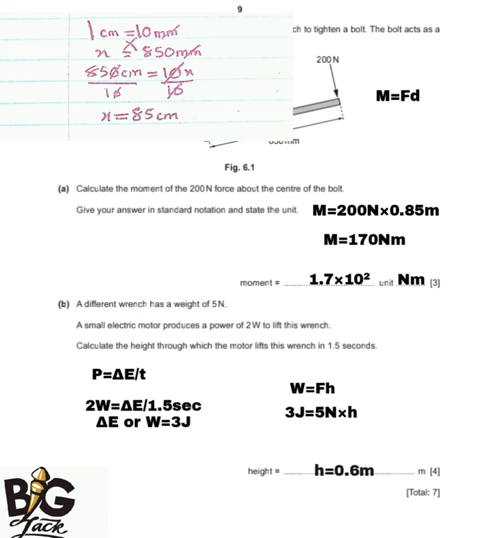 9
1 cm = 10 mm
x = 850 mm
850 cm = 10 x
10 10
x = 85 cm
ch to tighten a bolt. The bolt acts as a
200 N
M=Fd
Fig. 6.1
(a) Calculate the moment of the 200 N force about the centre of the bolt.
Give your answer in standard notation and state the unit.
M=200N×0.85m
M=170Nm
moment = .......... 1.7×10² .......... unit Nm [3]
(b) A different wrench has a weight of 5 N.
A small electric motor produces a power of 2 W to lift this wrench.
Calculate the height through which the motor lifts this wrench in 1.5 seconds.
P=ΔE/t
W=Fh
2W=ΔE/1.5sec
3J=5N×h
ΔE or W=3J
height = .......... h=0.6m .......... m [4]
[Total: 7]
BIG
Jack